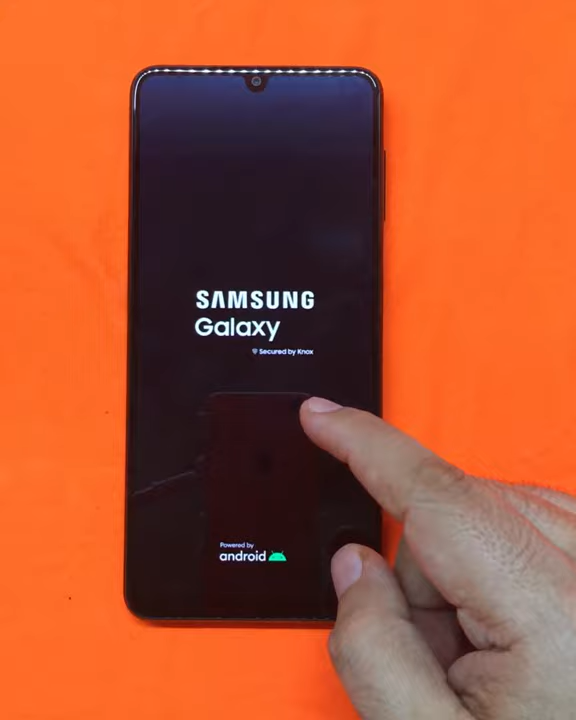 SAMSUNG
Galaxy
Secured by Knox
Powered by
android